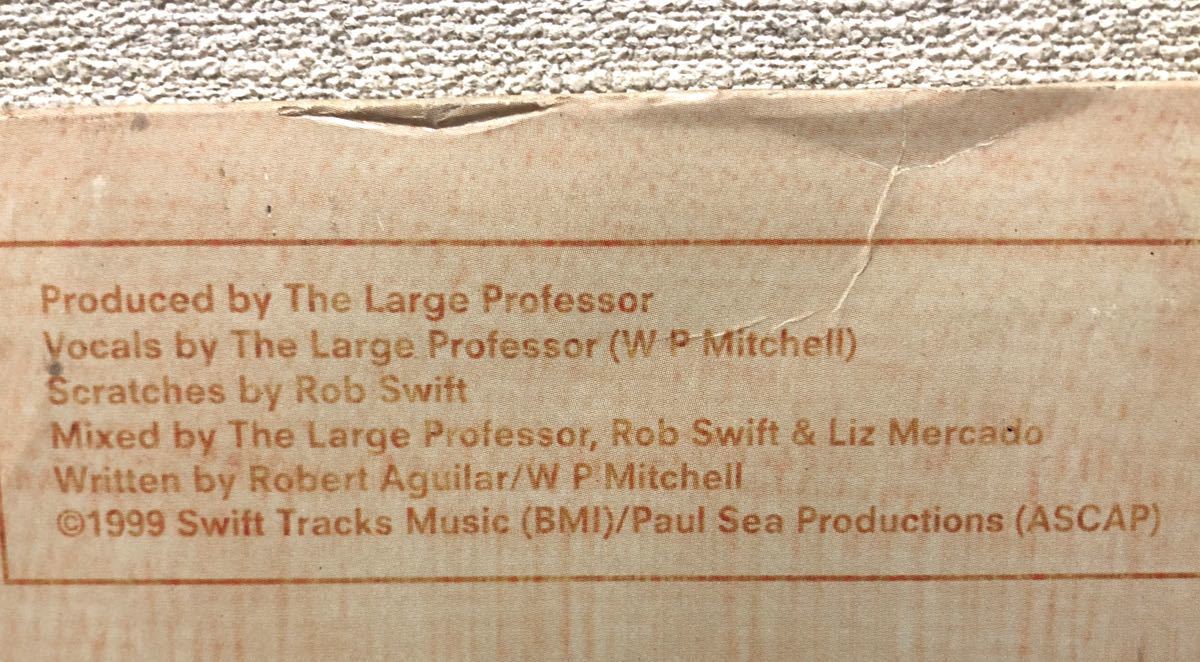 Produced by The Large Professor
Vocals by The Large Professor (W P Mitchell)
Scratches by Rob Swift
Mixed by The Large Professor, Rob Swift & Liz Mercado
Written by Robert Aguilar/W P Mitchell
©1999 Swift Tracks Music (BMI)/Paul Sea Productions (ASCAP)